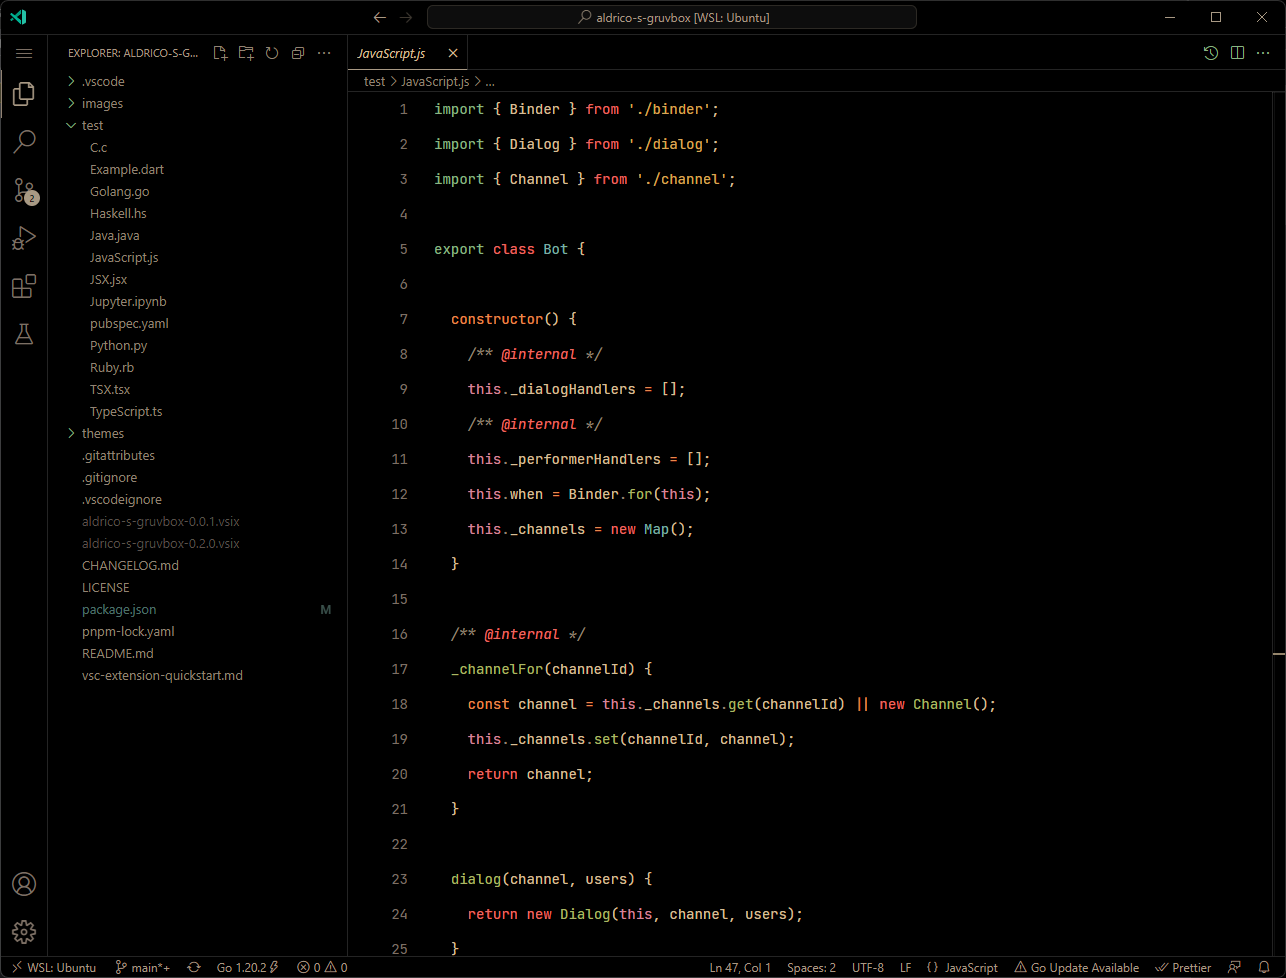 aldrico-s-gruvbox [WSL: Ubuntu]
EXPLORER: ALDRICO-S-G...
.vscode
images
test
C.c
Example.dart
Golang.go
Haskell.hs
Java.java
JavaScript.js
JSX.jsx
Jupyter.ipynb
pubspec.yaml
Python.py
Ruby.rb
TSX.tsx
TypeScript.ts
themes
.gitattributes
.gitignore
.vscodeignore
aldrico-s-gruvbox-0.0.1.vsix
aldrico-s-gruvbox-0.2.0.vsix
CHANGELOG.md
LICENSE
package.json M
pnpm-lock.yaml
README.md
vsc-extension-quickstart.md
2
JavaScript.js
test > JavaScript.js > ...
1 import { Binder } from './binder';
2 import { Dialog } from './dialog';
3 import { Channel } from './channel';
4
5 export class Bot {
6
7 constructor() {
8 /** @internal */
9 this._dialogHandlers = [];
10 /** @internal */
11 this._performerHandlers = [];
12 this.when = Binder.for(this);
13 this._channels = new Map();
14 }
15
16 /** @internal */
17 _channelFor(channelId) {
18 const channel = this._channels.get(channelId) || new Channel();
19 this._channels.set(channelId, channel);
20 return channel;
21 }
22
23 dialog(channel, users) {
24 return new Dialog(this, channel, users);
25 }
WSL: Ubuntu main*+ Go 1.20.2 0 0 Ln 47, Col 1 Spaces: 2 UTF-8 LF { } JavaScript Go Update Available Prettier